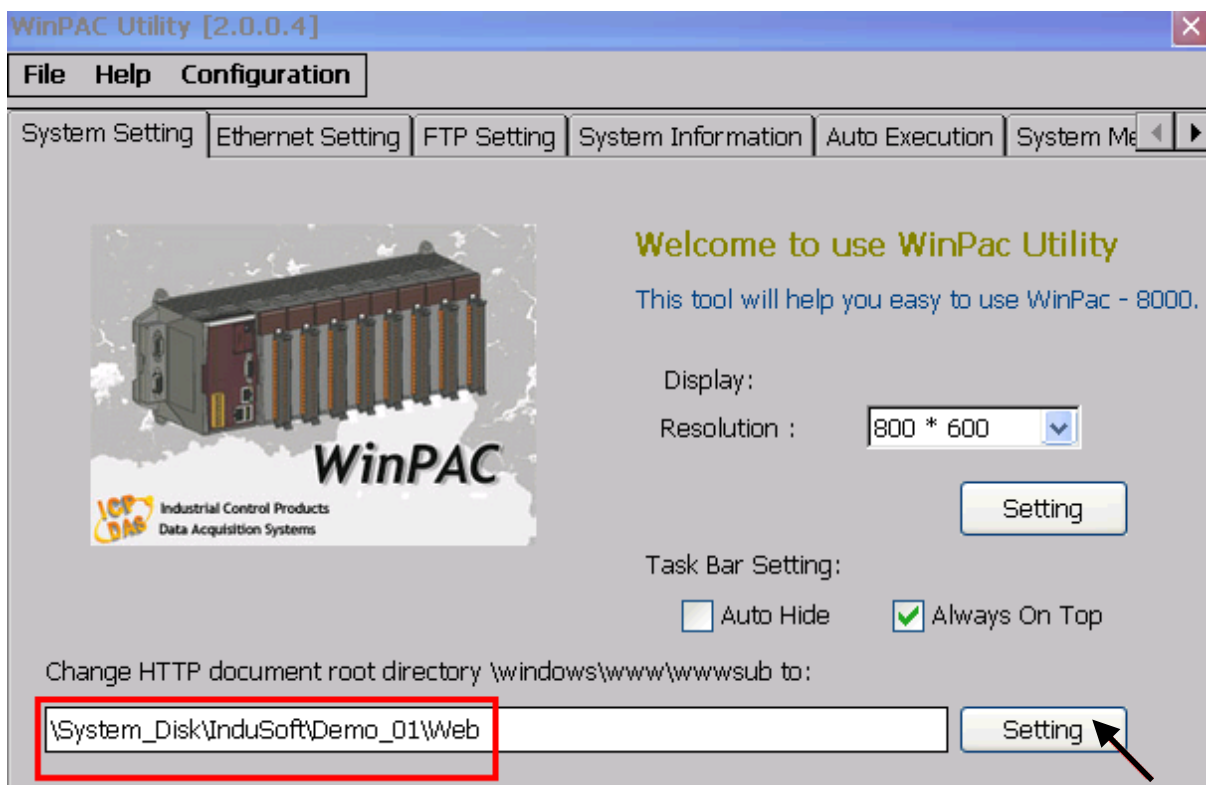 WinPAC Utility [2.0.0.4]
File Help Configuration
System Setting Ethernet Setting FTP Setting System Information Auto Execution System Me
Welcome to use WinPac Utility
This tool will help you easy to use WinPac - 8000.
Display:
Resolution : 800 * 600
WinPAC
ICP DAS
Industrial Control Products
Data Acquisition Systems
Setting
Task Bar Setting:
Auto Hide Always On Top
Change HTTP document root directory \windows\www\wwwsub to:
\System_Disk\InduSoft\Demo_01\Web Setting